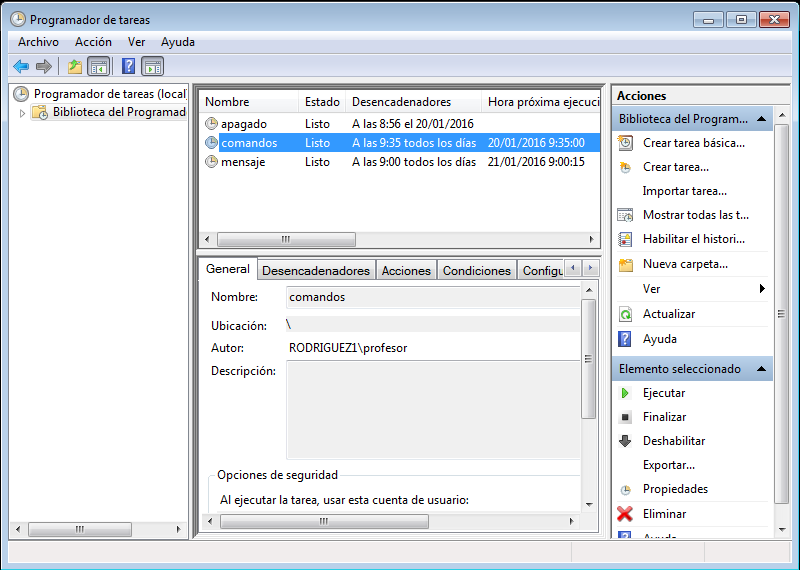 Programador de tareas
Archivo Acción Ver Ayuda
Programador de tareas (local
Biblioteca del Programad
Nombre Estado Desencadenadores Hora próxima ejecuci
apagado Listo A las 8:56 el 20/01/2016
comandos Listo A las 9:35 todos los días 20/01/2016 9:35:00
mensaje Listo A las 9:00 todos los días 21/01/2016 9:00:15
General Desencadenadores Acciones Condiciones Configu
Nombre: comandos
Ubicación: \
Autor: RODRIGUEZ1\profesor
Descripción:
Opciones de seguridad
Al ejecutar la tarea, usar esta cuenta de usuario:
Acciones
Biblioteca del Program...
Crear tarea básica...
Crear tarea...
Importar tarea...
Mostrar todas las t...
Habilitar el histori...
Nueva carpeta...
Ver
Actualizar
Ayuda
Elemento seleccionado
Ejecutar
Finalizar
Deshabilitar
Exportar...
Propiedades
Eliminar
Ayuda